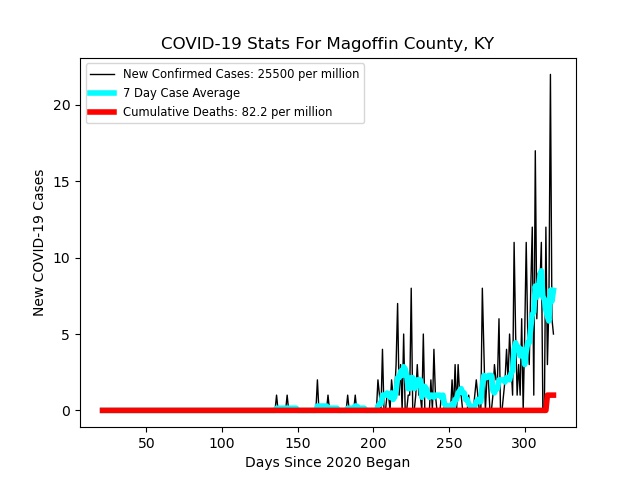 COVID-19 Stats For Magoffin County, KY
New Confirmed Cases: 25500 per million
7 Day Case Average
Cumulative Deaths: 82.2 per million
New COVID-19 Cases
20
15
10
5
0
50 100 150 200 250 300
Days Since 2020 Began